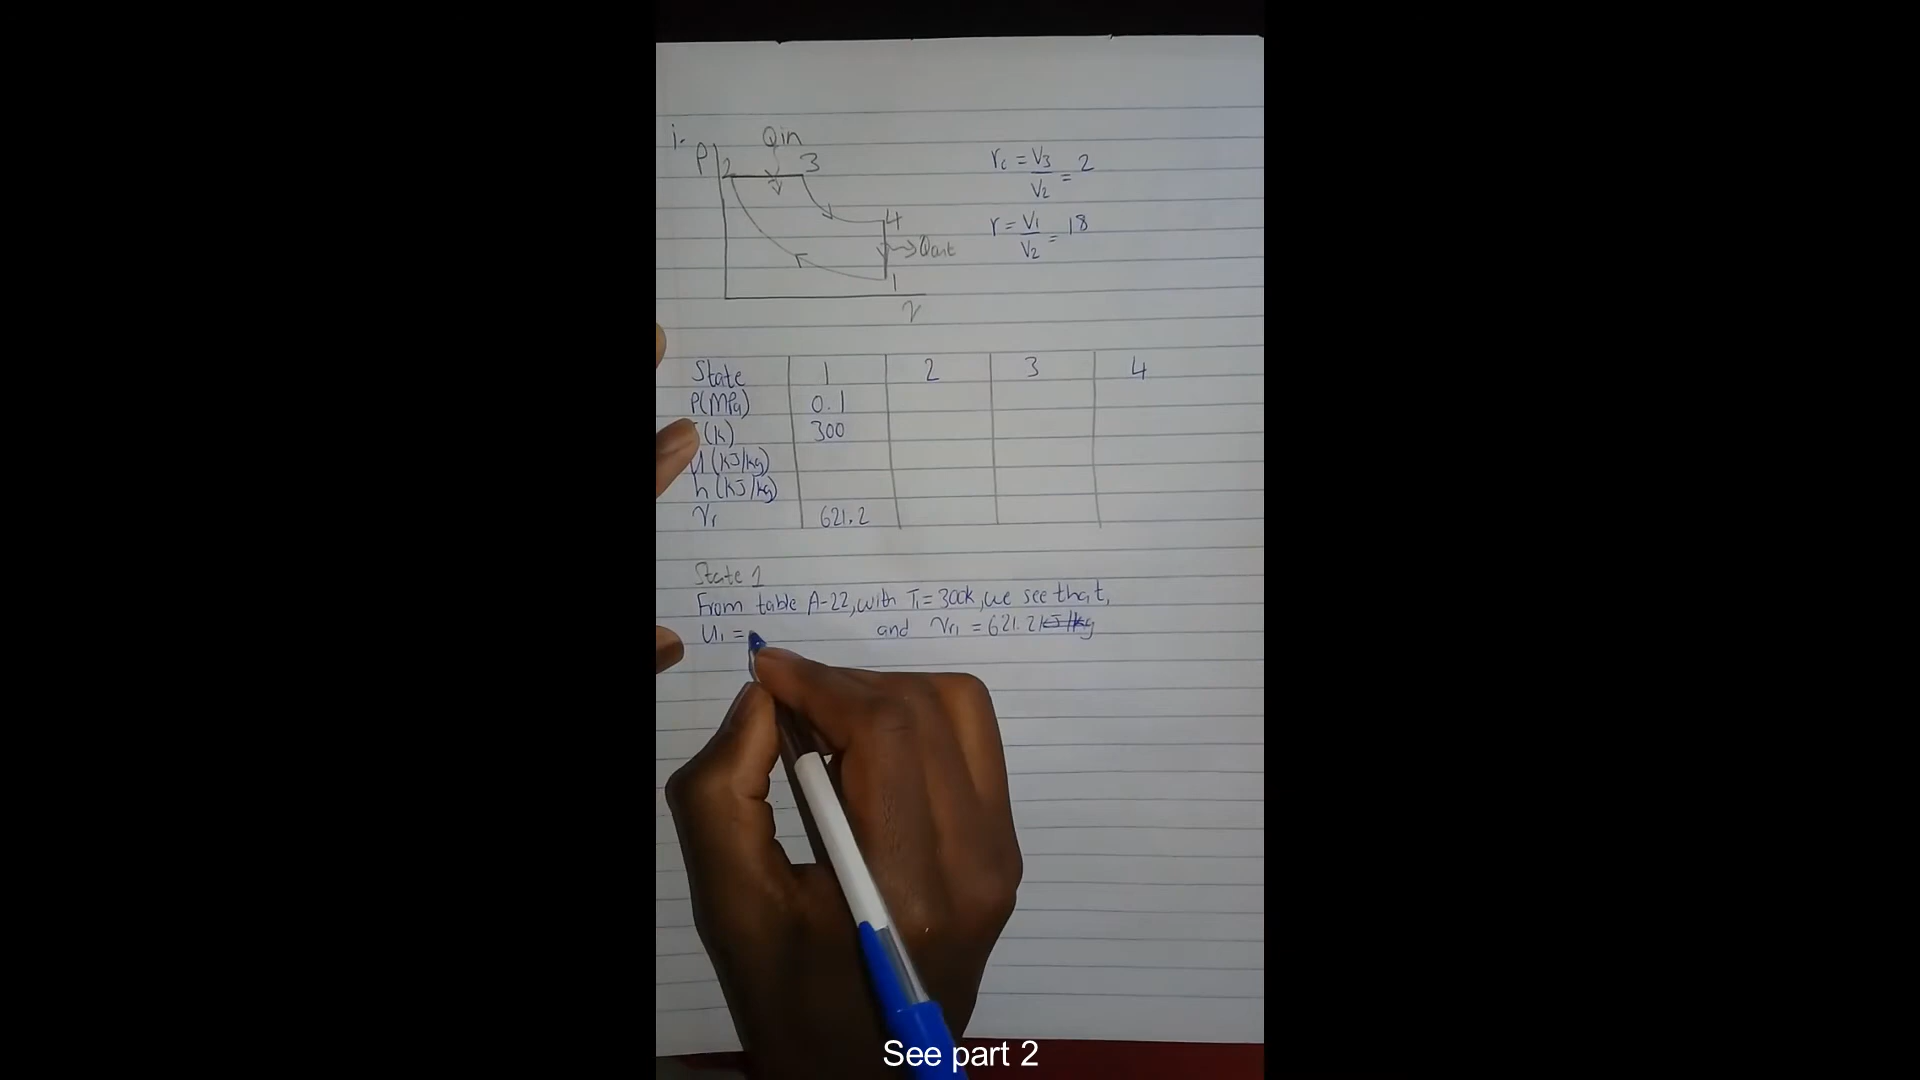 i.
Qin
P
2
3
4
Qout
1
v
rc = V3/V2 = 2
r = V1/V2 = 18
State 1 2 3 4
P(MPa) 0.1
(K) 300
u (kJ/kg)
h (kJ/kg)
vr 621.2
State 1
From table A-22, with T1 = 300k, we see that,
u1 = and vr1 = 621.2 kJ/kg
See part 2